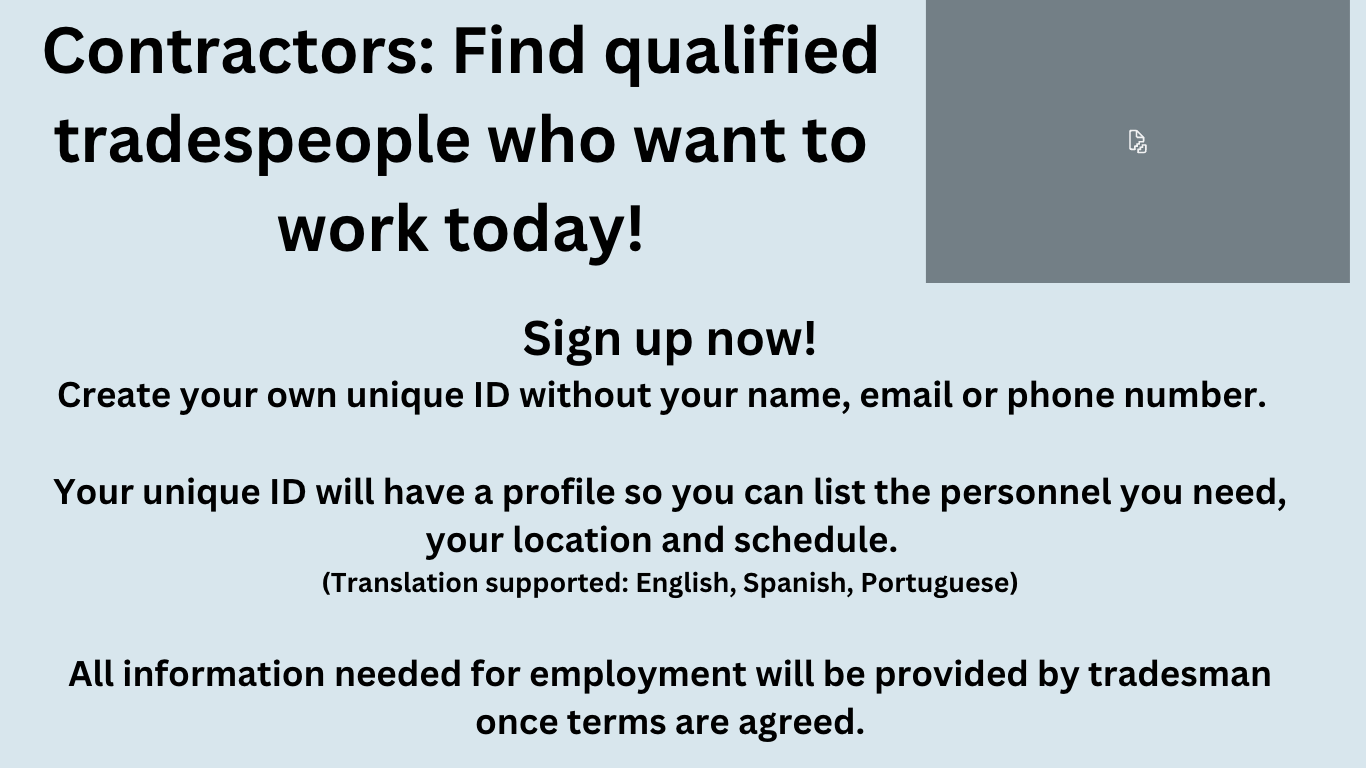 Contractors: Find qualified
tradespeople who want to
work today!
Sign up now!
Create your own unique ID without your name, email or phone number.
Your unique ID will have a profile so you can list the personnel you need,
your location and schedule.
(Translation supported: English, Spanish, Portuguese)
All information needed for employment will be provided by tradesman
once terms are agreed.